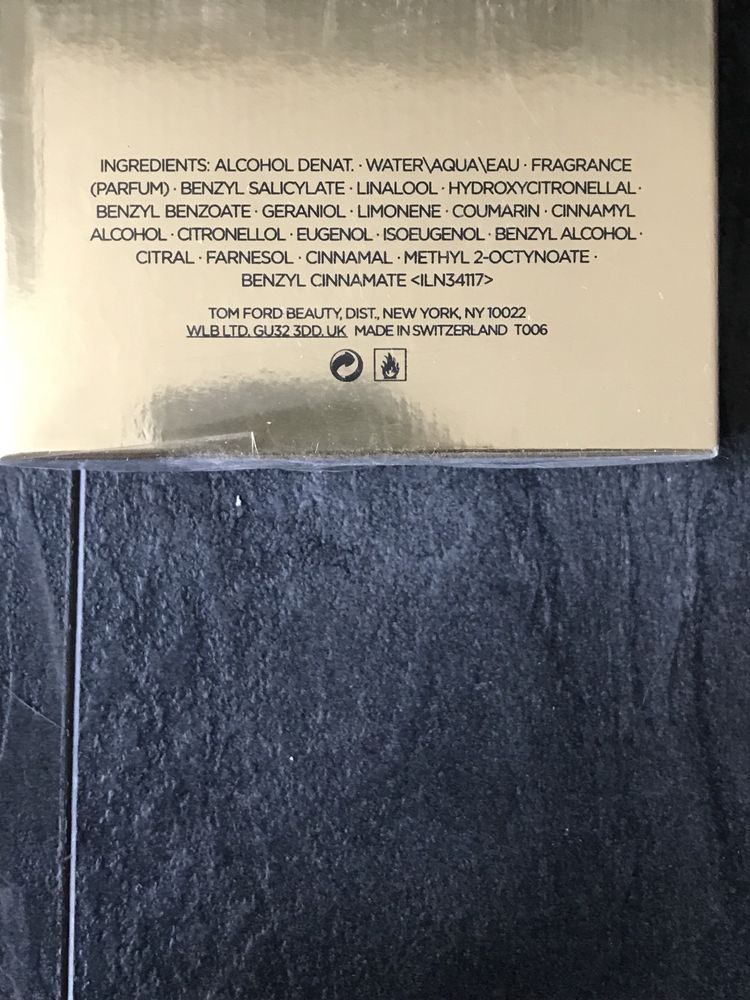 INGREDIENTS: ALCOHOL DENAT. · WATER\AQUA\EAU · FRAGRANCE
(PARFUM) · BENZYL SALICYLATE · LINALOOL · HYDROXYCITRONELLAL ·
BENZYL BENZOATE · GERANIOL · LIMONENE · COUMARIN · CINNAMYL
ALCOHOL · CITRONELLOL · EUGENOL · ISOEUGENOL · BENZYL ALCOHOL ·
CITRAL · FARNESOL · CINNAMAL · METHYL 2-OCTYNOATE ·
BENZYL CINNAMATE <ILN34117>
TOM FORD BEAUTY, DIST., NEW YORK, NY 10022
WLB LTD. GU32 3DD. UK MADE IN SWITZERLAND T006